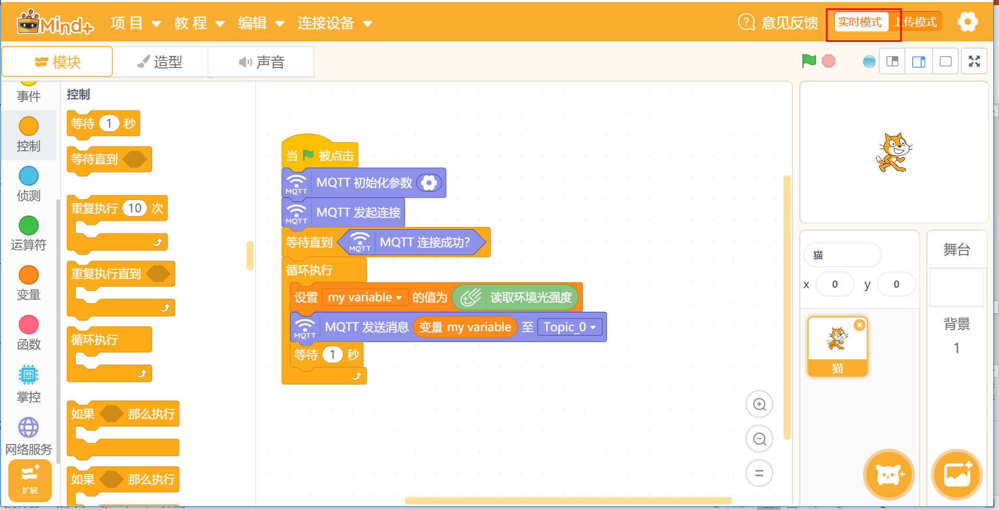 Mind+ 项目 教程 编辑 连接设备 意见反馈 实时模式 上传模式
模块 造型 声音
事件
控制
侦测
运算符
变量
函数
掌控
网络服务
扩展
控制
等待 1 秒
等待直到
重复执行 10 次
重复执行直到
循环执行
如果 那么执行
如果 那么执行
当 被点击
MQTT MQTT 初始化参数
MQTT MQTT 发起连接
等待直到 MQTT MQTT 连接成功?
循环执行
设置 my variable 的值为 读取环境光强度
MQTT MQTT 发送消息 变量 my variable 至 Topic_0
等待 1 秒
猫
x 0 y 0
猫
舞台
背景
1